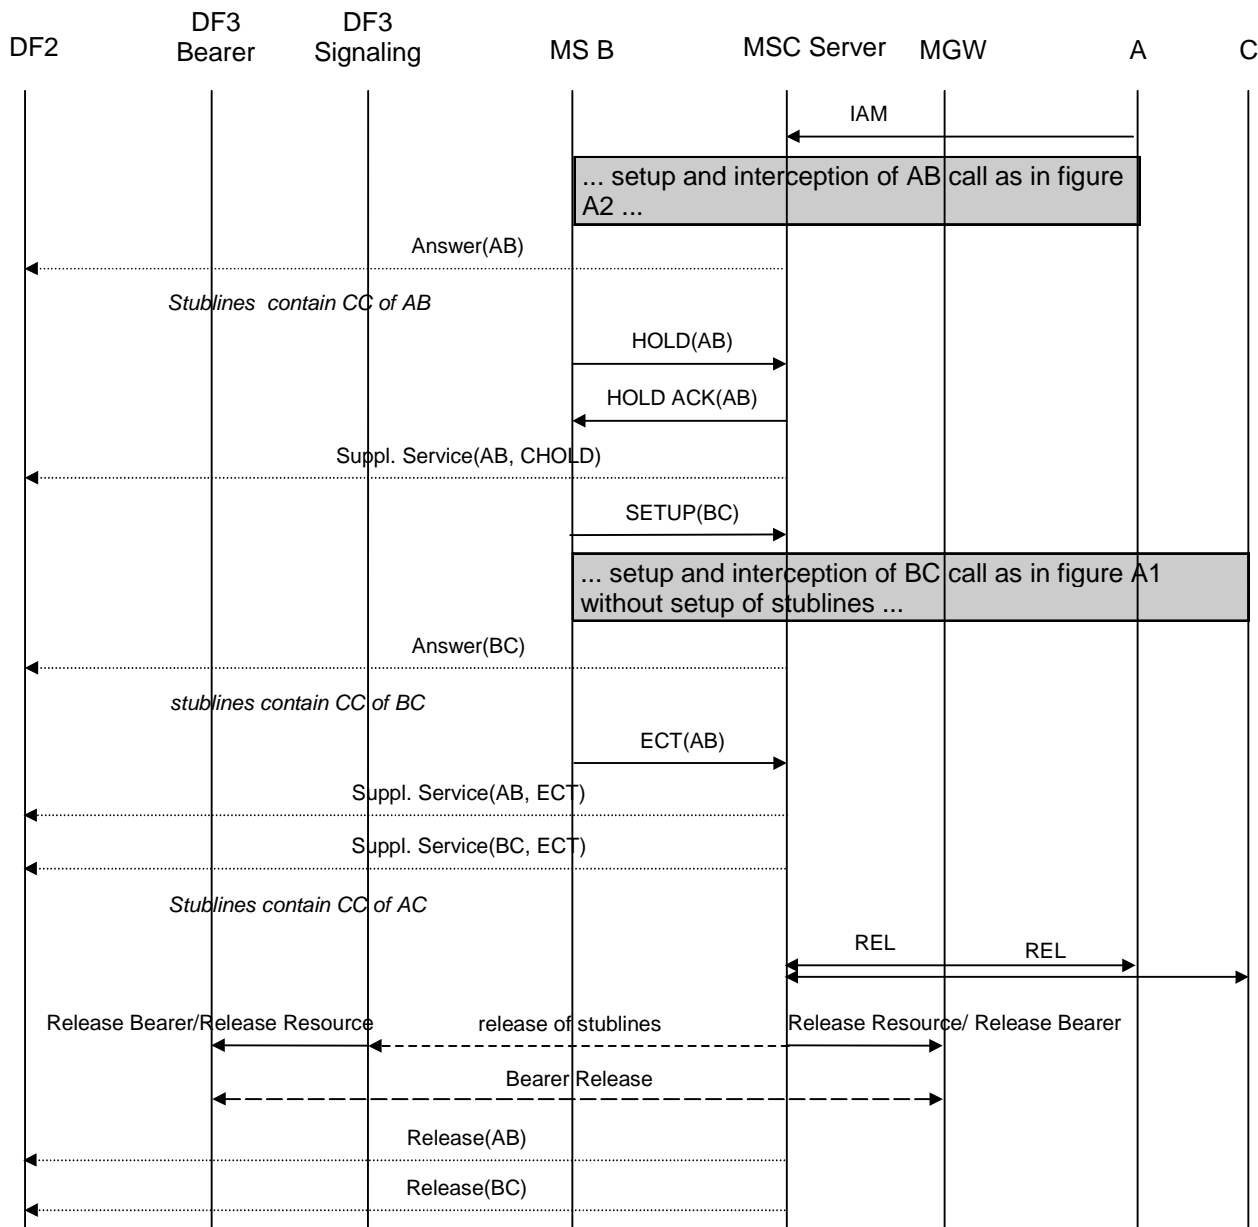 DF2
DF3
Bearer
DF3
Signaling
MS B
MSC Server
MGW
A
C
IAM
... setup and interception of AB call as in figure
A2 ...
Answer(AB)
Stublines contain CC of AB
HOLD(AB)
HOLD ACK(AB)
Suppl. Service(AB, CHOLD)
SETUP(BC)
... setup and interception of BC call as in figure A1
without setup of stublines ...
Answer(BC)
stublines contain CC of BC
ECT(AB)
Suppl. Service(AB, ECT)
Suppl. Service(BC, ECT)
Stublines contain CC of AC
REL
REL
Release Bearer/Release Resource
release of stublines
Release Resource/ Release Bearer
Bearer Release
Release(AB)
Release(BC)